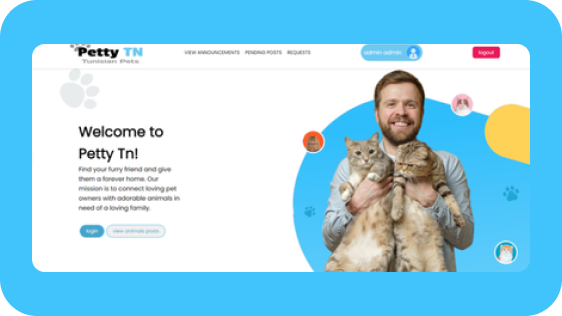 Petty TN
Tunisian Pets
VIEW ANNOUNCEMENTS PENDING POSTS REQUESTS
admin admin
logout
Welcome to
Petty Tn!
Find your furry friend and give
them a forever home. Our
mission is to connect loving pet
owners with adorable animals in
need of a loving family.
login
view animals posts